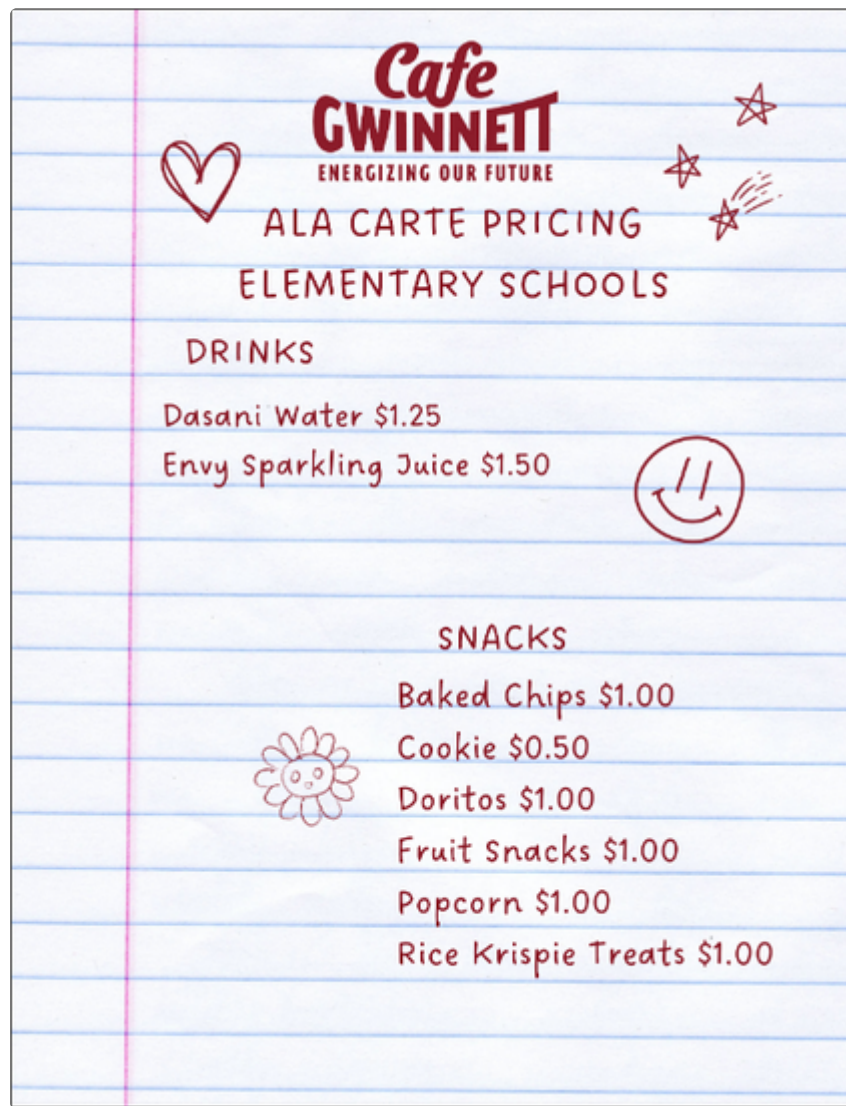 Cafe
GWINNETT
ENERGIZING OUR FUTURE
ALA CARTE PRICING
ELEMENTARY SCHOOLS
DRINKS
Dasani Water $1.25
Envy Sparkling Juice $1.50
SNACKS
Baked Chips $1.00
Cookie $0.50
Doritos $1.00
Fruit Snacks $1.00
Popcorn $1.00
Rice Krispie Treats $1.00